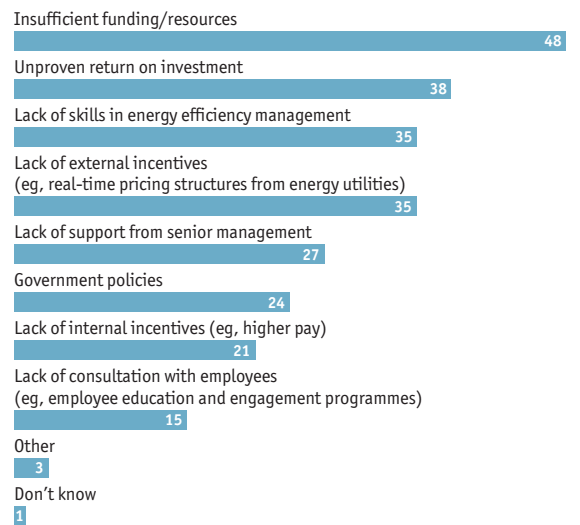 Insufficient funding/resources
48
Unproven return on investment
38
Lack of skills in energy efficiency management
35
Lack of external incentives
(eg, real-time pricing structures from energy utilities)
35
Lack of support from senior management
27
Government policies
24
Lack of internal incentives (eg, higher pay)
21
Lack of consultation with employees
(eg, employee education and engagement programmes)
15
Other
3
Don’t know
1